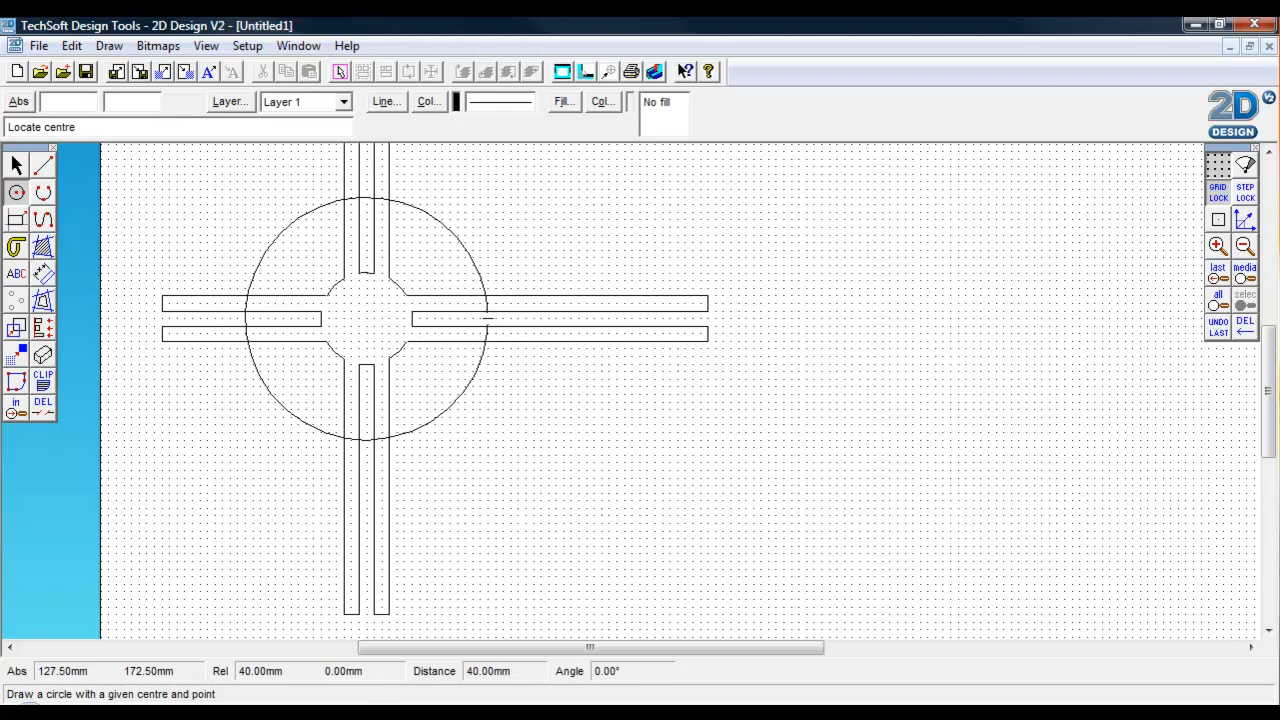 TechSoft Design Tools - 2D Design V2 - [Untitled1]
File Edit Draw Bitmaps View Setup Window Help
Abs Layer... Layer 1 Line... Col... Fill... Col... No fill
2D V2
DESIGN
Locate centre
GRID LOCK STEP LOCK
ABC
last media
all selec
UNDO LAST DEL
CLIP
in DEL
Abs 127.50mm 172.50mm Rel 40.00mm 0.00mm Distance 40.00mm Angle 0.00°
Draw a circle with a given centre and point